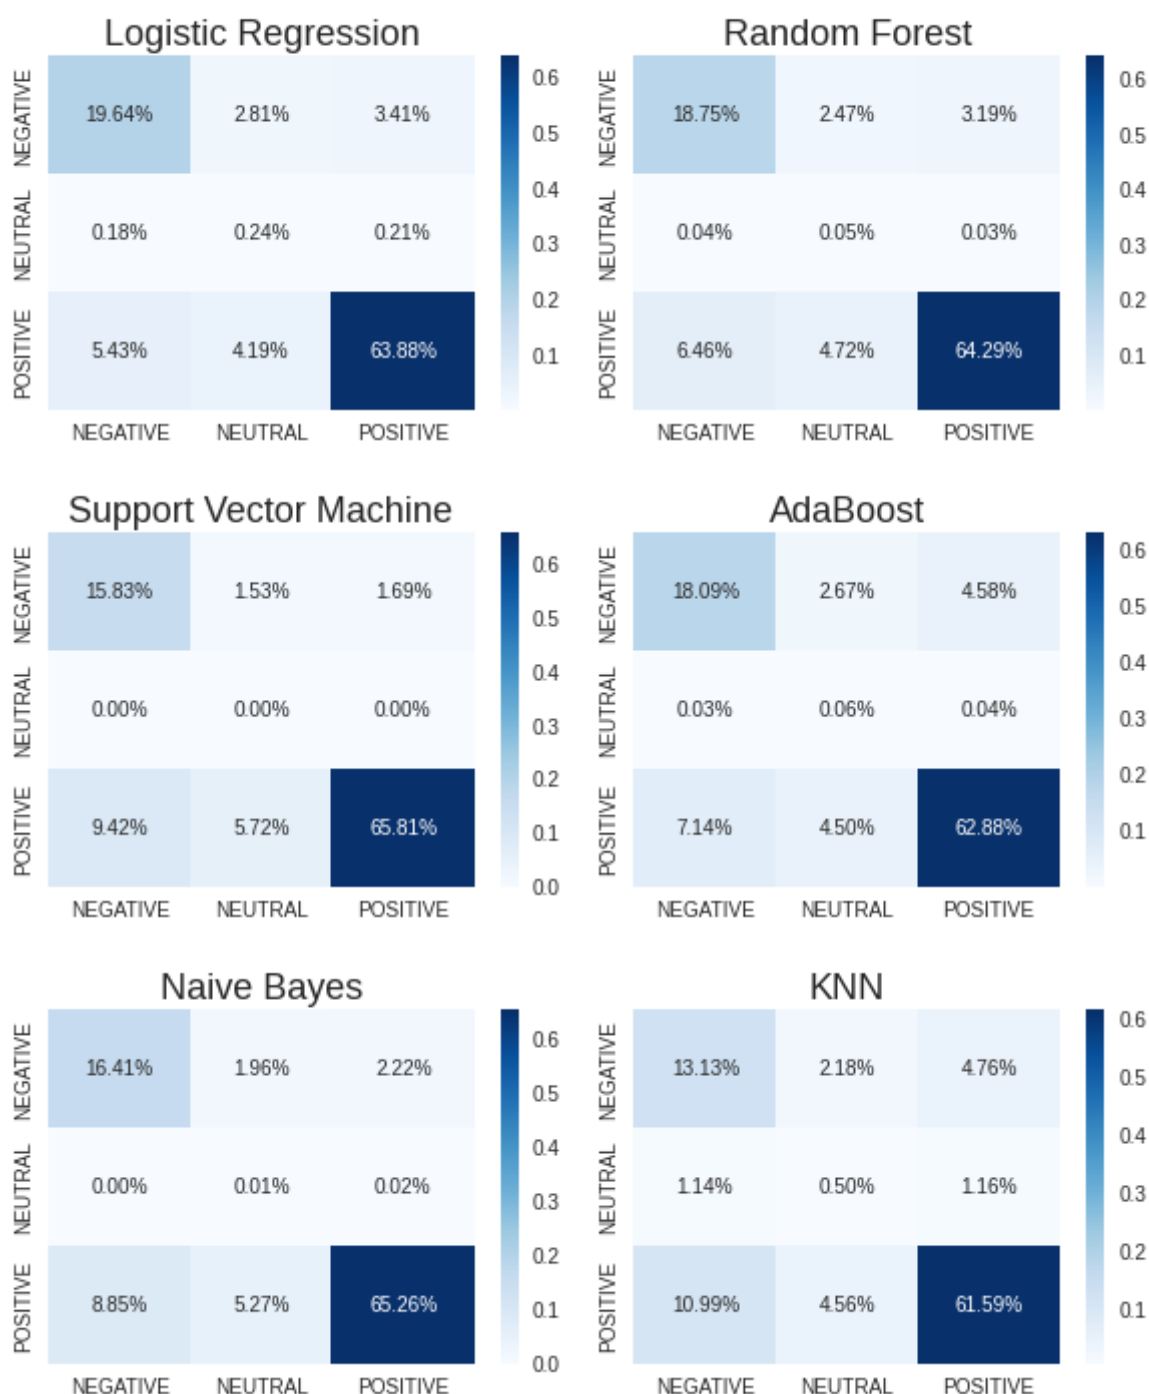 Logistic Regression Random Forest
NEGATIVE 19.64% 2.81% 3.41% 0.6 0.5 NEGATIVE 18.75% 2.47% 3.19% 0.6 0.5
NEUTRAL 0.18% 0.24% 0.21% 0.4 0.3 NEUTRAL 0.04% 0.05% 0.03% 0.4 0.3
POSITIVE 5.43% 4.19% 63.88% 0.2 0.1 POSITIVE 6.46% 4.72% 64.29% 0.2 0.1
NEGATIVE NEUTRAL POSITIVE NEGATIVE NEUTRAL POSITIVE
Support Vector Machine AdaBoost
NEGATIVE 15.83% 1.53% 1.69% 0.6 0.5 NEGATIVE 18.09% 2.67% 4.58% 0.6 0.5
NEUTRAL 0.00% 0.00% 0.00% 0.4 0.3 NEUTRAL 0.03% 0.06% 0.04% 0.4 0.3
POSITIVE 9.42% 5.72% 65.81% 0.2 0.1 0.0 POSITIVE 7.14% 4.50% 62.88% 0.2 0.1
NEGATIVE NEUTRAL POSITIVE NEGATIVE NEUTRAL POSITIVE
Naive Bayes KNN
NEGATIVE 16.41% 1.96% 2.22% 0.6 0.5 NEGATIVE 13.13% 2.18% 4.76% 0.6 0.5
NEUTRAL 0.00% 0.01% 0.02% 0.4 0.3 NEUTRAL 1.14% 0.50% 1.16% 0.4 0.3
POSITIVE 8.85% 5.27% 65.26% 0.2 0.1 0.0 POSITIVE 10.99% 4.56% 61.59% 0.2 0.1
NEGATIVE NEUTRAL POSITIVE NEGATIVE NEUTRAL POSITIVE